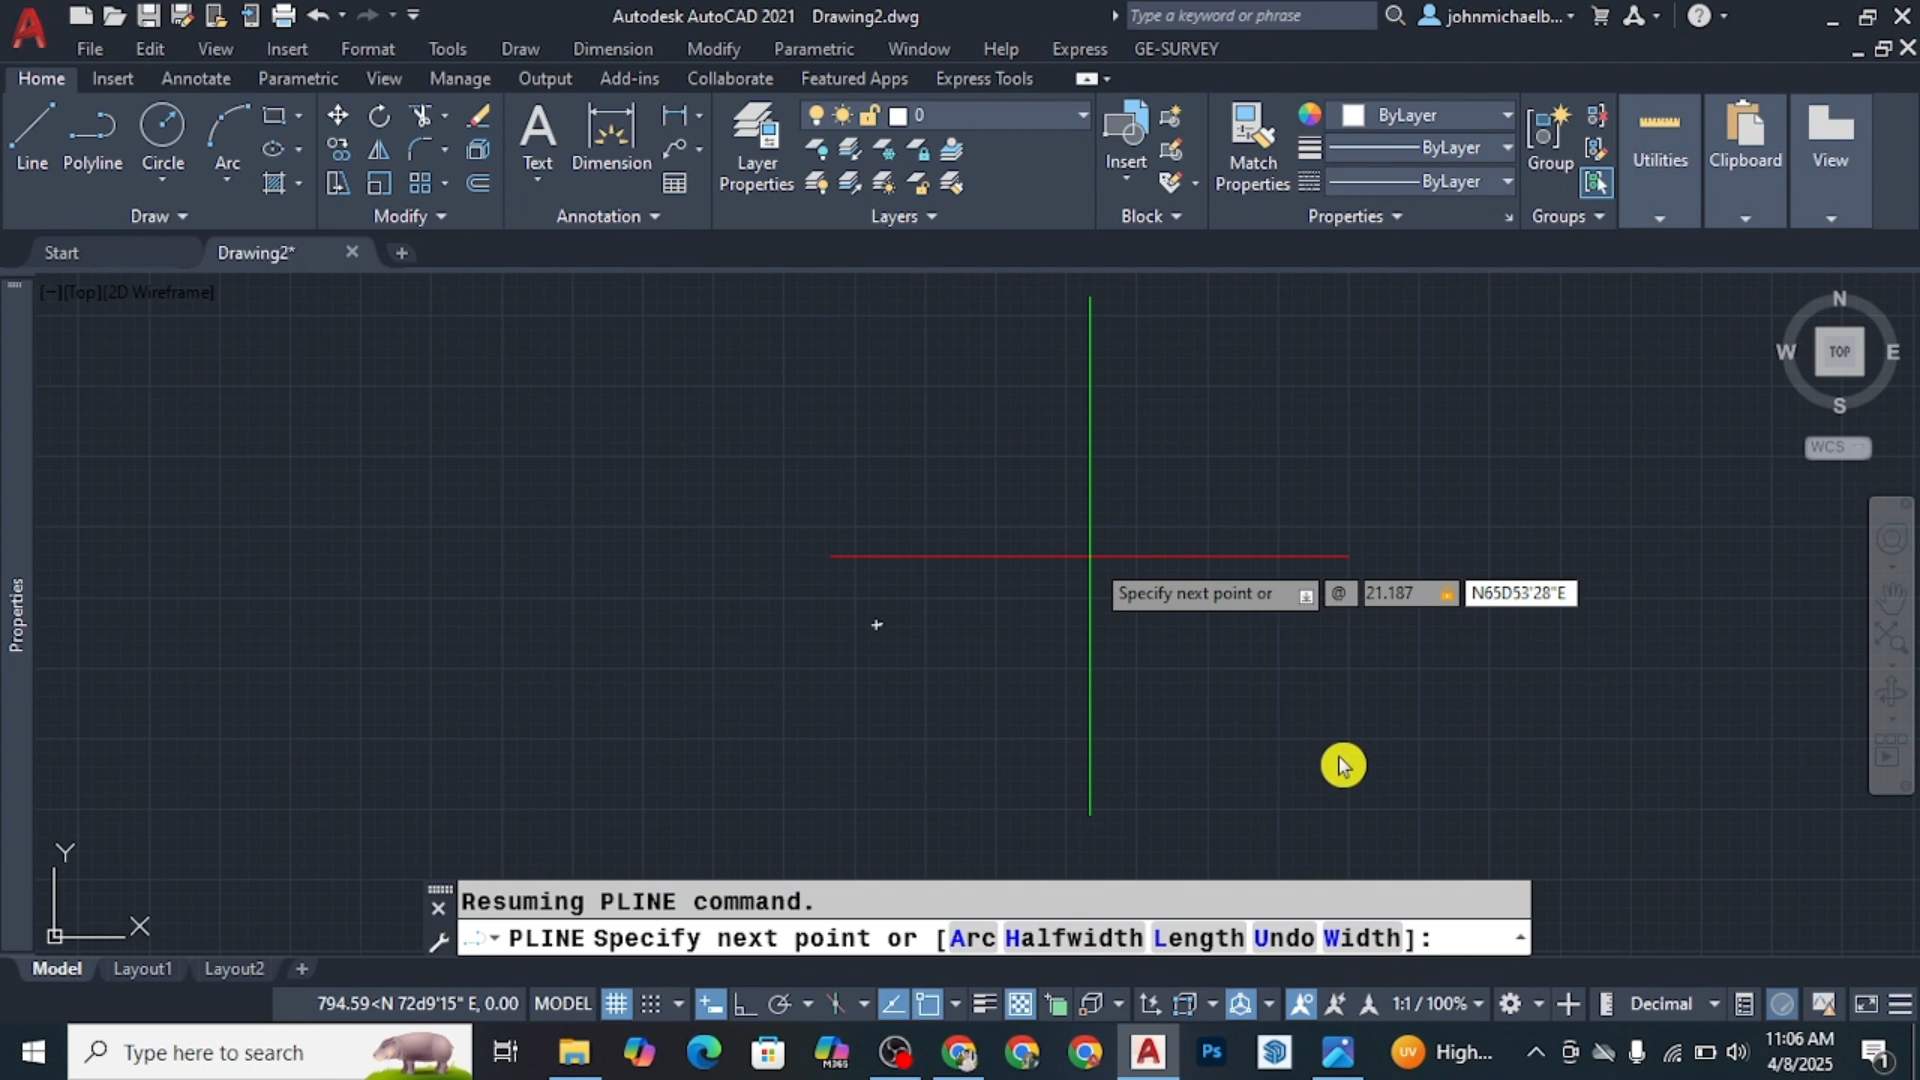 Autodesk AutoCAD 2021 Drawing2.dwg Type a keyword or phrase johnmichaelb...
File Edit View Insert Format Tools Draw Dimension Modify Parametric Window Help Express GE-SURVEY
Home Insert Annotate Parametric View Manage Output Add-ins Collaborate Featured Apps Express Tools
0 ByLayer
Line Polyline Circle Arc Text Dimension Layer Properties Insert Match Properties ByLayer Group Utilities Clipboard View
ByLayer
Draw Modify Annotation Layers Block Properties Groups
Start Drawing2*
[−][Top][2D Wireframe]
N
W TOP E
S
WCS
Specify next point or @ 21.187 N65D53'28"E
Properties
Y
X
Resuming PLINE command.
PLINE Specify next point or [Arc Halfwidth Length Undo Width]:
Model Layout1 Layout2
794.59<N 72d9'15" E, 0.00 MODEL 1:1 / 100% Decimal
Type here to search M365 Ps UV High... 11:06 AM
4/8/2025
1